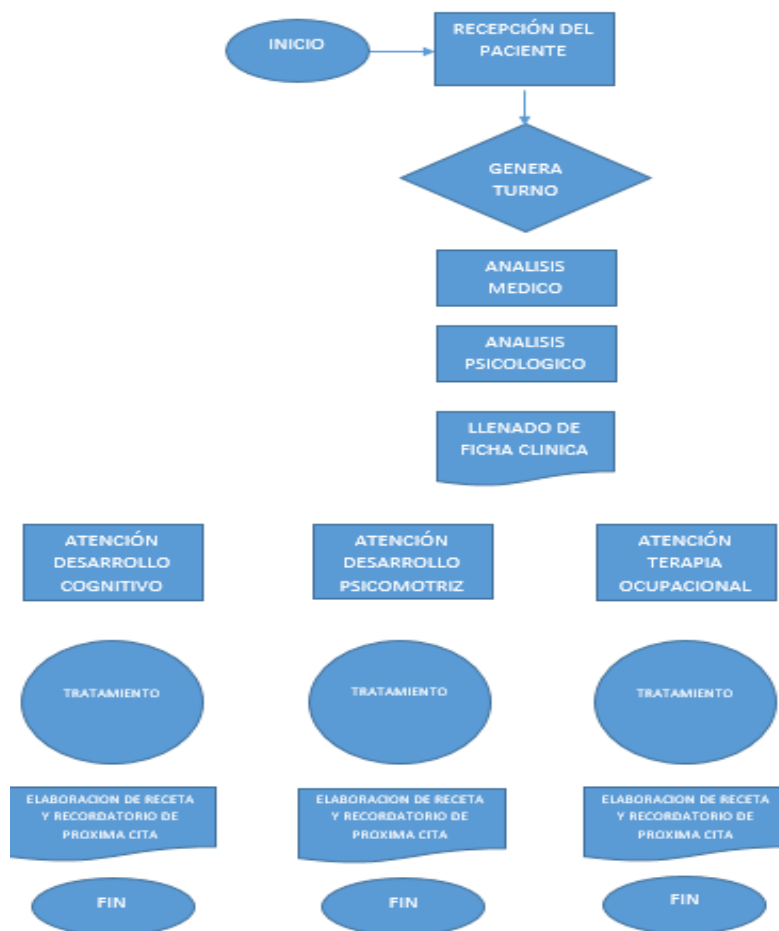 INICIO
RECEPCIÓN DEL
PACIENTE
GENERA
TURNO
ANALISIS
MEDICO
ANALISIS
PSICOLOGICO
LLENADO DE
FICHA CLINICA
ATENCIÓN
DESARROLLO
COGNITIVO
ATENCIÓN
DESARROLLO
PSICOMOTRIZ
ATENCIÓN
TERAPIA
OCUPACIONAL
TRATAMIENTO
TRATAMIENTO
TRATAMIENTO
ELABORACION DE RECETA
Y RECORDATORIO DE
PROXIMA CITA
ELABORACION DE RECETA
Y RECORDATORIO DE
PROXIMA CITA
ELABORACION DE RECETA
Y RECORDATORIO DE
PROXIMA CITA
FIN
FIN
FIN